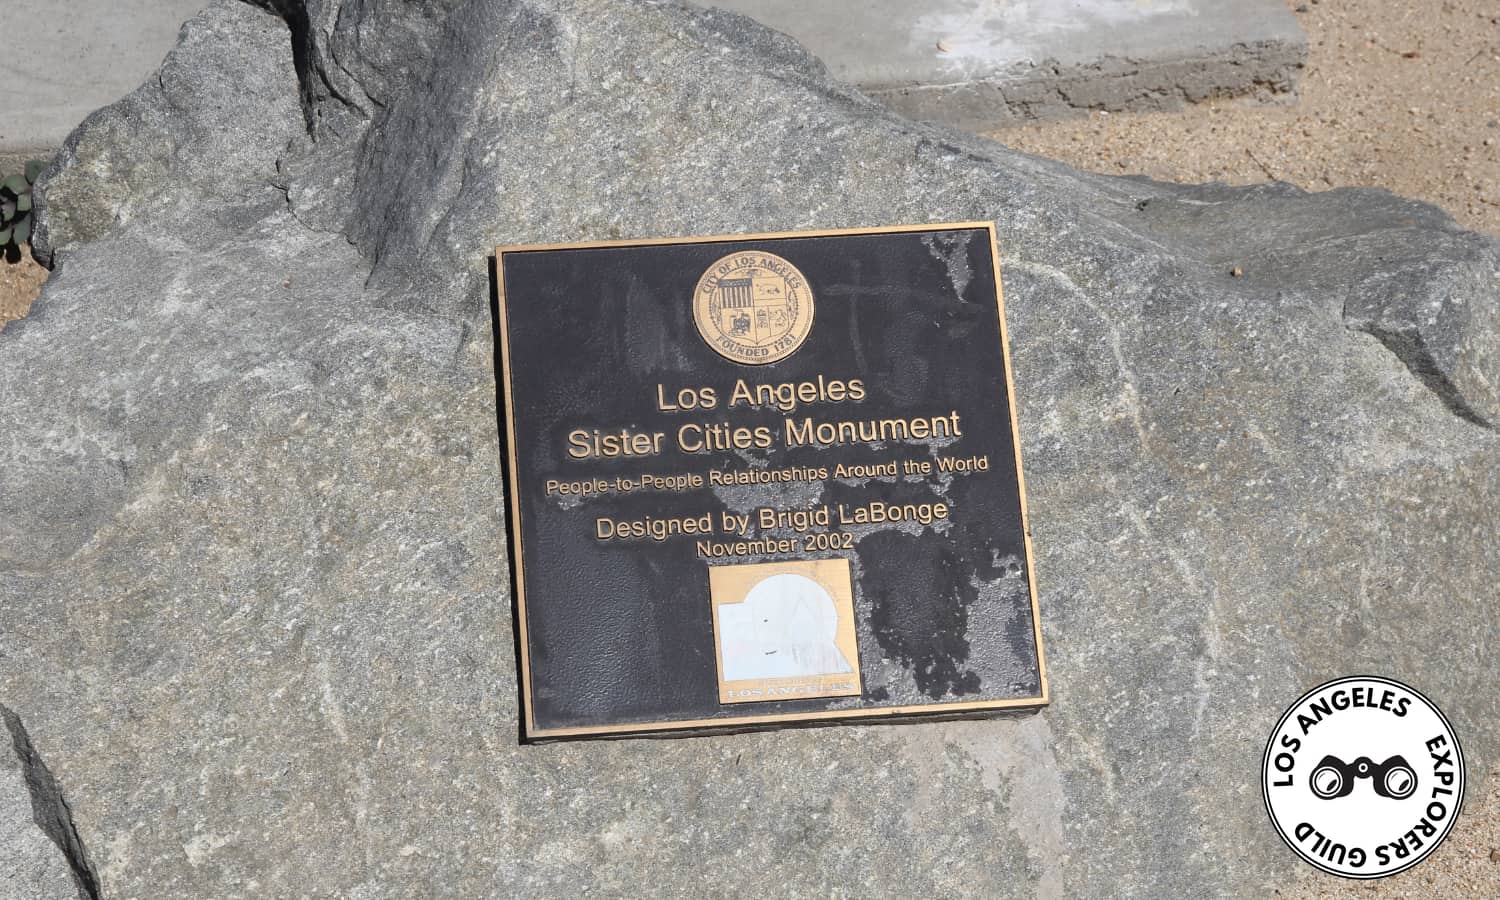 CITY OF LOS ANGELES
FOUNDED 1781
Los Angeles
Sister Cities Monument
People-to-People Relationships Around the World
Designed by Brigid LaBonge
November 2002
LOS ANGELES
LOS ANGELES EXPLORERS GUILD